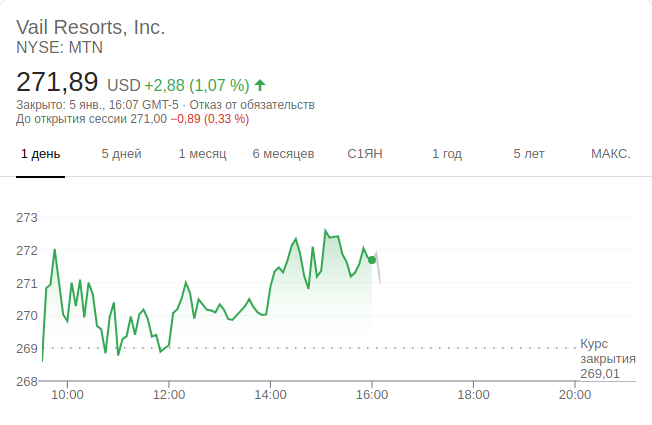 Vail Resorts, Inc.
NYSE: MTN
271,89 USD +2,88 (1,07 %)
Закрыто: 5 янв., 16:07 GMT-5 · Отказ от обязательств
До открытия сессии 271,00 −0,89 (0,33 %)
1 день 5 дней 1 месяц 6 месяцев С1ЯН 1 год 5 лет МАКС.
273
272
271
270
269
268
Курс
закрытия
269,01
10:00 12:00 14:00 16:00 18:00 20:00